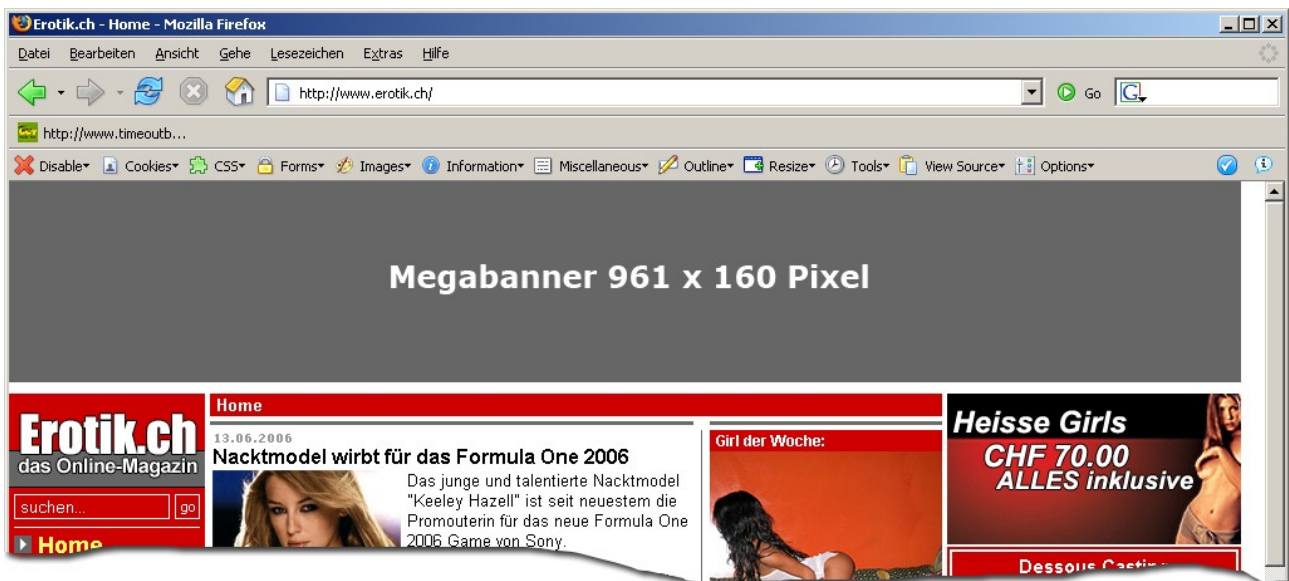 Erotik.ch - Home - Mozilla Firefox
Datei Bearbeiten Ansicht Gehe Lesezeichen Extras Hilfe
http://www.erotik.ch/ Go G
http://www.timeoutb...
Disable Cookies CSS Forms Images Information Miscellaneous Outline Resize Tools View Source Options
Megabanner 961 x 160 Pixel
Erotik.ch
das Online-Magazin
suchen... go
Home
Home
13.06.2006
Nacktmodel wirbt für das Formula One 2006
Das junge und talentierte Nacktmodel
"Keeley Hazell" ist seit neuestem die
Promouterin für das neue Formula One
2006 Game von Sony.
Girl der Woche:
Heisse Girls
CHF 70.00
ALLES inklusive
Dessous Casting